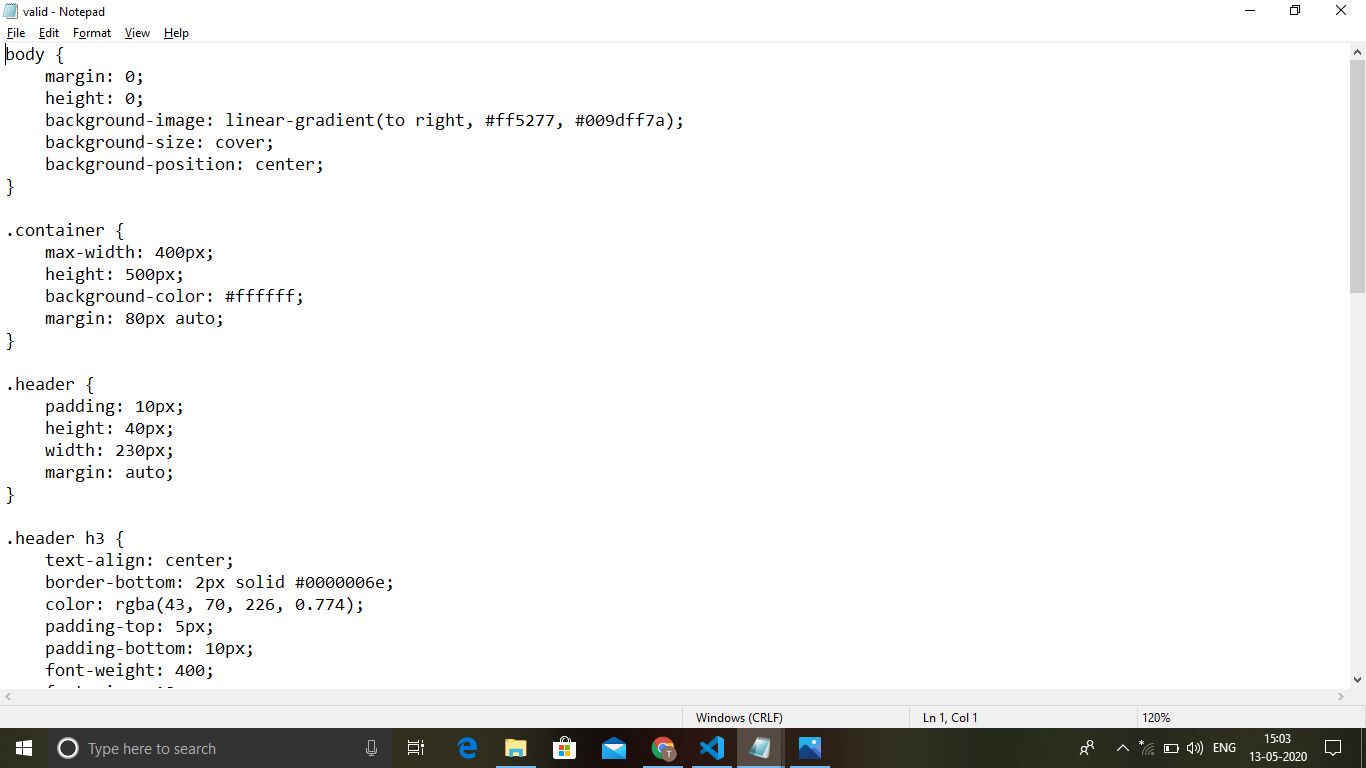 valid - Notepad
File Edit Format View Help
body {
    margin: 0;
    height: 0;
    background-image: linear-gradient(to right, #ff5277, #009dff7a);
    background-size: cover;
    background-position: center;
}

.container {
    max-width: 400px;
    height: 500px;
    background-color: #ffffff;
    margin: 80px auto;
}

.header {
    padding: 10px;
    height: 40px;
    width: 230px;
    margin: auto;
}

.header h3 {
    text-align: center;
    border-bottom: 2px solid #0000006e;
    color: rgba(43, 70, 226, 0.774);
    padding-top: 5px;
    padding-bottom: 10px;
    font-weight: 400;
Windows (CRLF) Ln 1, Col 1 120%
Type here to search ENG 15:03
13-05-2020